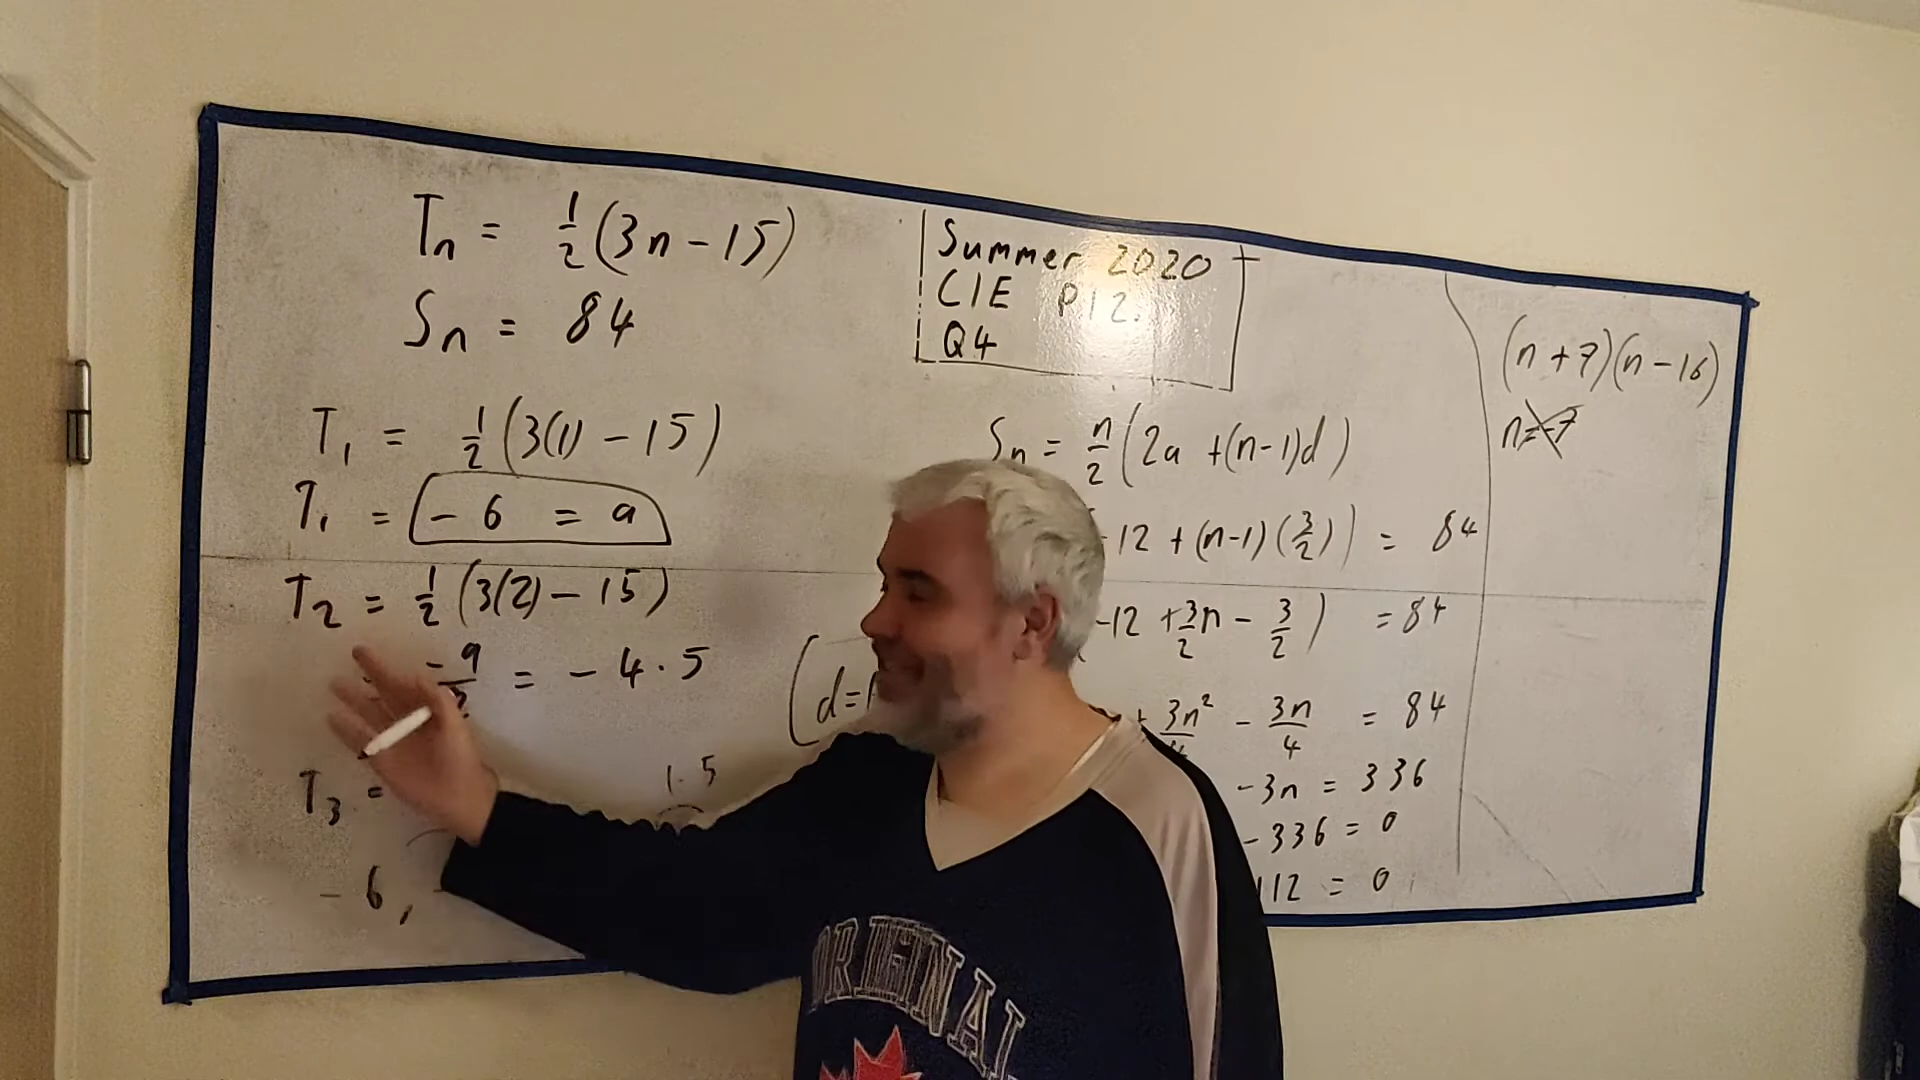 Tn = 1/2 (3n - 15)
Sn = 84
Summer 2020
CIE P12.
Q4
T1 = 1/2 (3(1) - 15)
T1 = - 6 = a
T2 = 1/2 (3(2) - 15)
-9/2 = - 4.5
T3 =
1.5
- 6,
d=
Sn = n/2 (2a + (n-1)d)
-12 + (n-1)(3/2)) = 84
-12 + 3/2n - 3/2) = 84
3n²/4 - 3n/4 = 84
-3n = 336
- 336 = 0
112 = 0
(n + 7)(n - 16)
n=-7
ORIGINAL